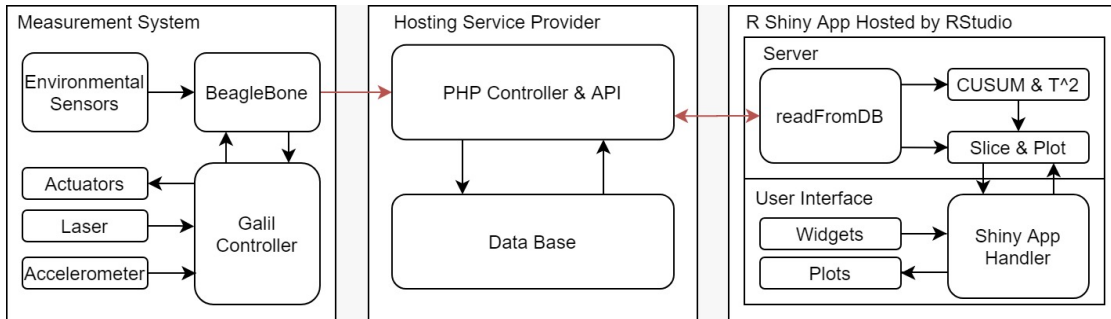 Measurement System
Environmental
Sensors
BeagleBone
Actuators
Laser
Accelerometer
Galil
Controller
Hosting Service Provider
PHP Controller & API
Data Base
R Shiny App Hosted by RStudio
Server
readFromDB
CUSUM & T^2
Slice & Plot
User Interface
Widgets
Plots
Shiny App
Handler